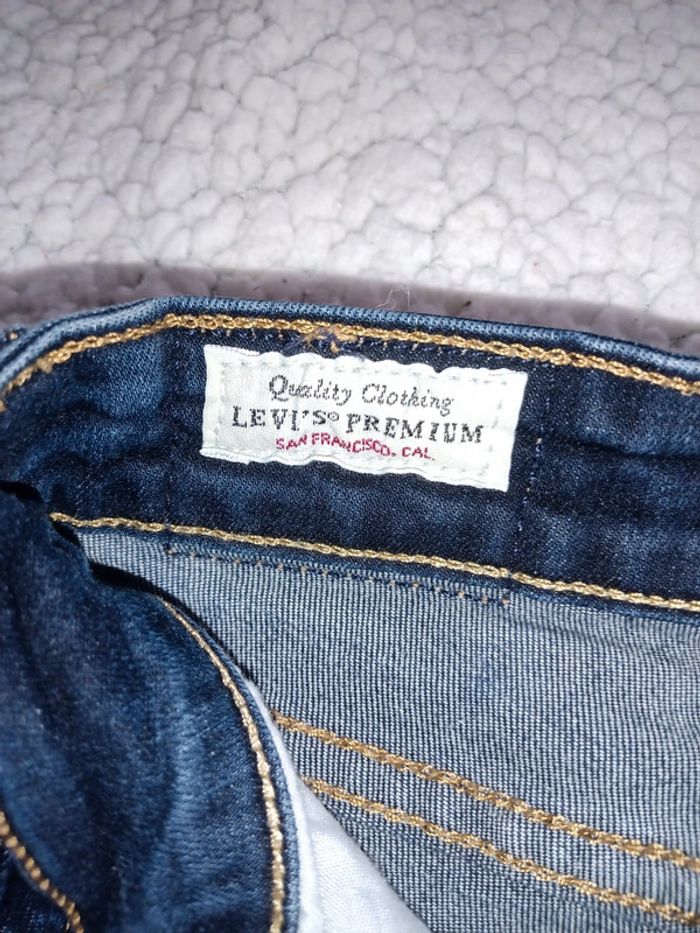 Quality Clothing
LEVI'S® PREMIUM
SAN FRANCISCO, CAL.